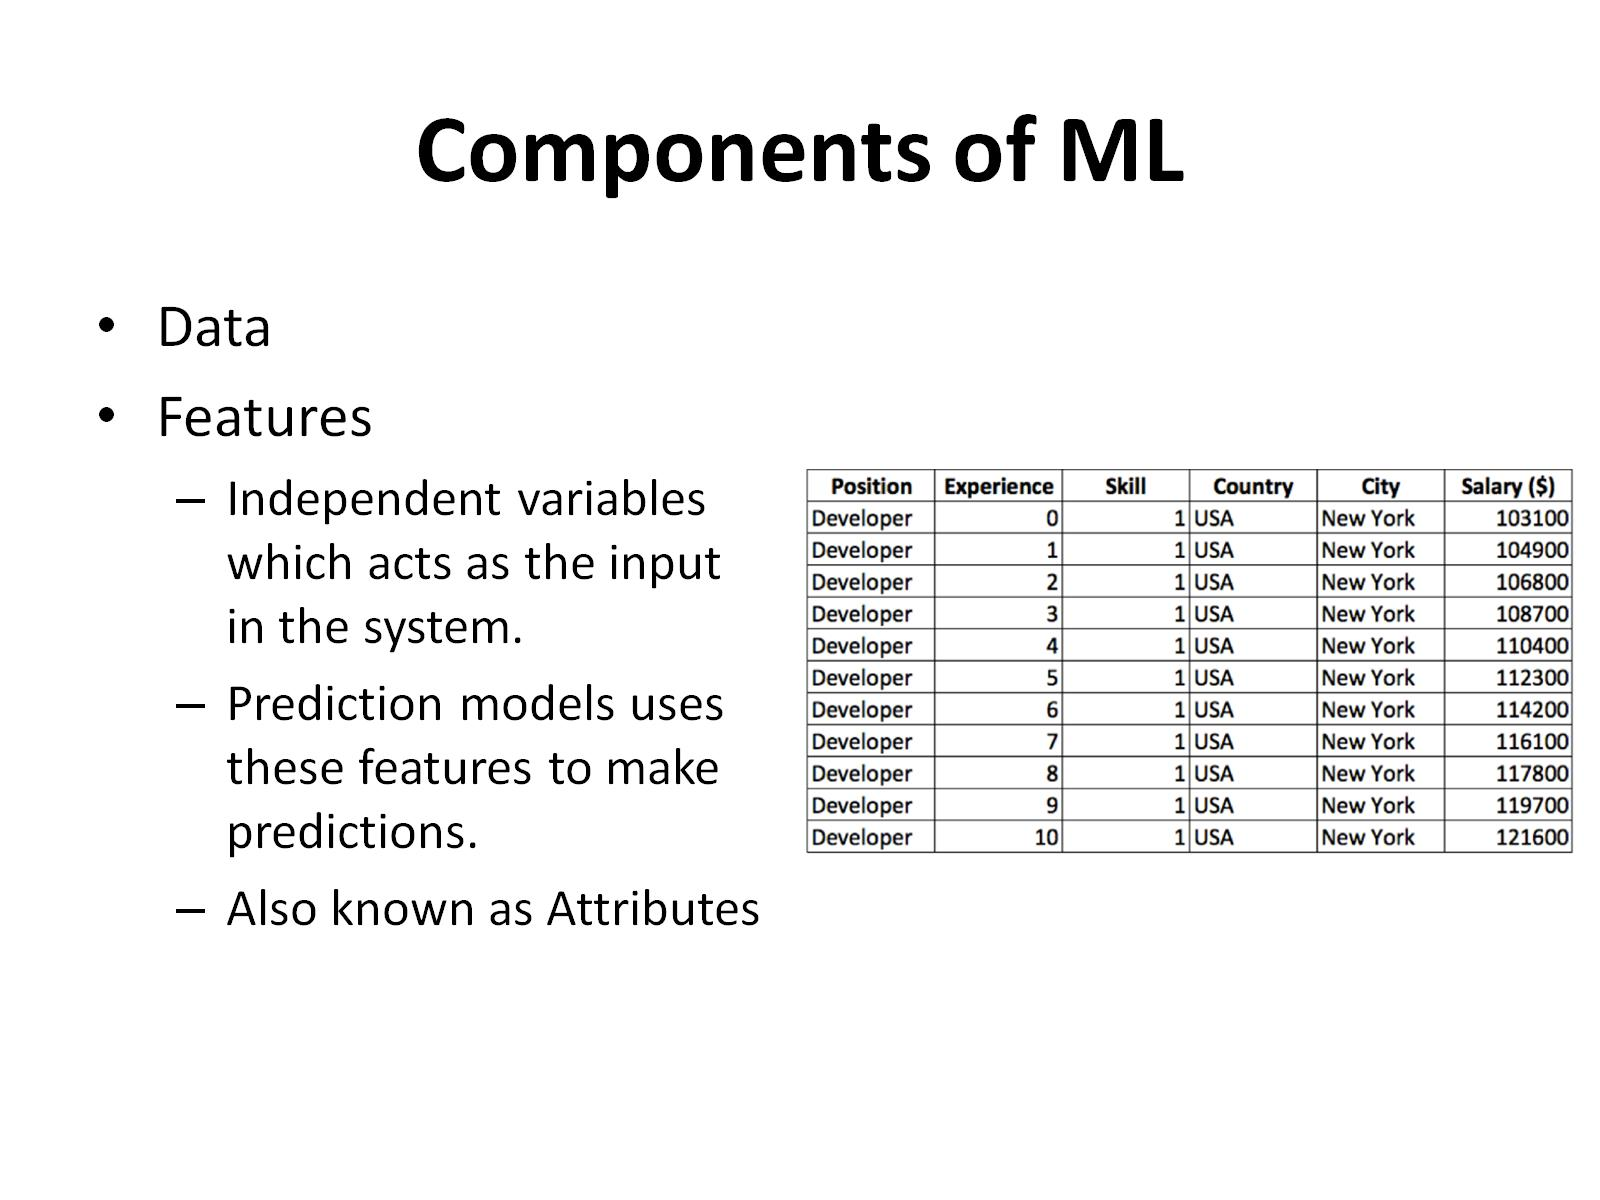 Components of ML
• Data
• Features
– Independent variables
which acts as the input
in the system.
– Prediction models uses
these features to make
predictions.
– Also known as Attributes
Position Experience Skill Country City Salary ($)
Developer 0 1 USA New York 103100
Developer 1 1 USA New York 104900
Developer 2 1 USA New York 106800
Developer 3 1 USA New York 108700
Developer 4 1 USA New York 110400
Developer 5 1 USA New York 112300
Developer 6 1 USA New York 114200
Developer 7 1 USA New York 116100
Developer 8 1 USA New York 117800
Developer 9 1 USA New York 119700
Developer 10 1 USA New York 121600